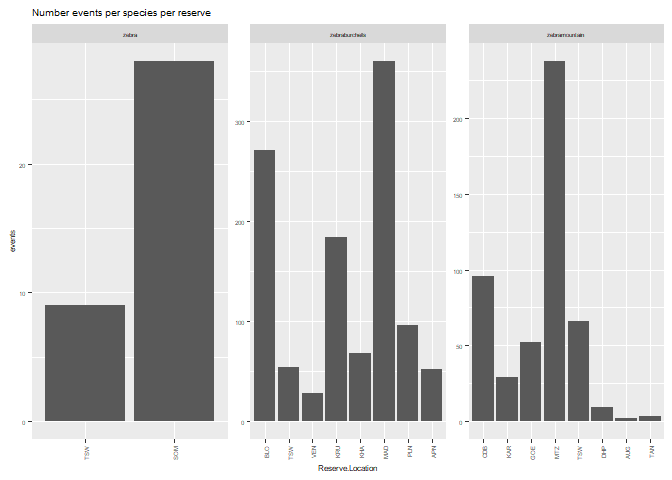 Number events per species per reserve
zebra
zebraburchells
zebramountain
events
20
10
0
300
200
100
0
200
150
100
50
0
TSW
SOM
BLO
TSW
VEN
KRU
KHA
MAD
PLN
APN
CDB
KAR
GOE
MTZ
TSW
DHP
AUG
TAN
Reserve.Location